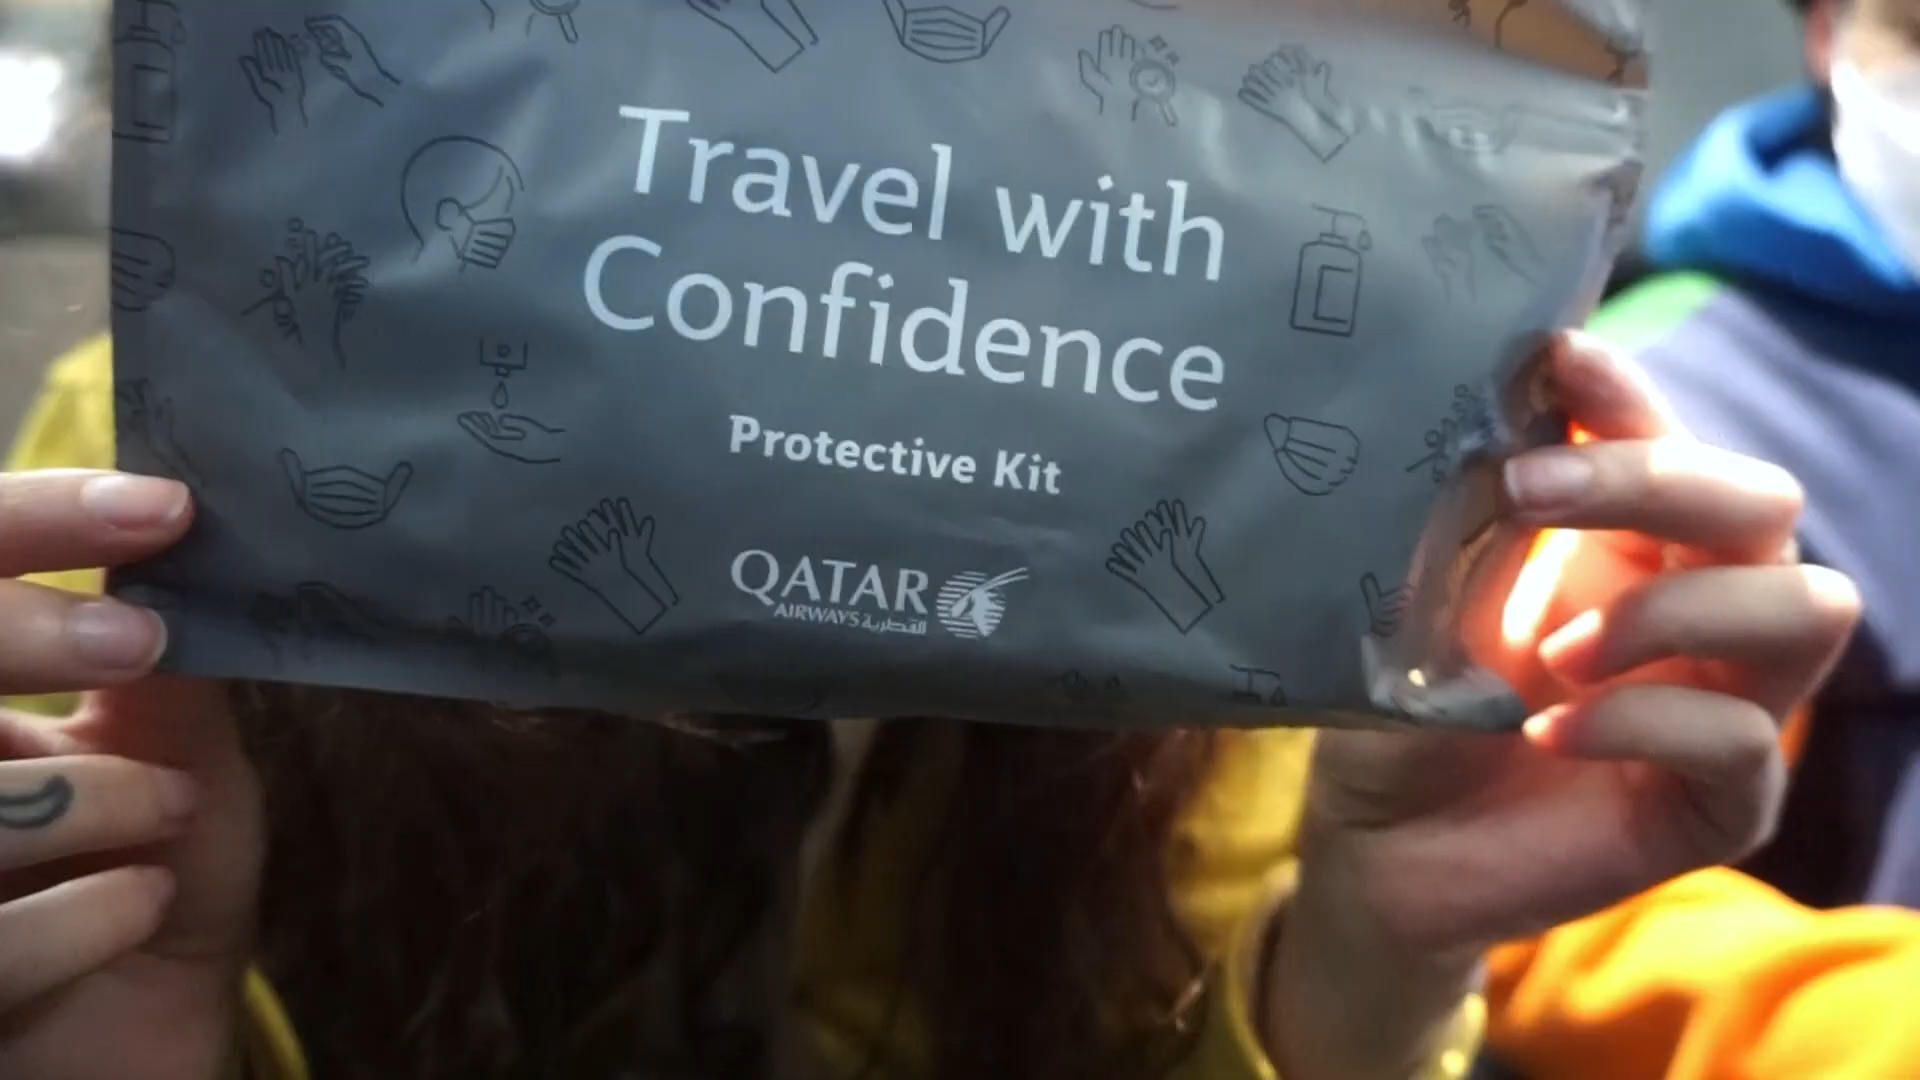 Travel with
Confidence
Protective Kit
QATAR
AIRWAYS القطرية